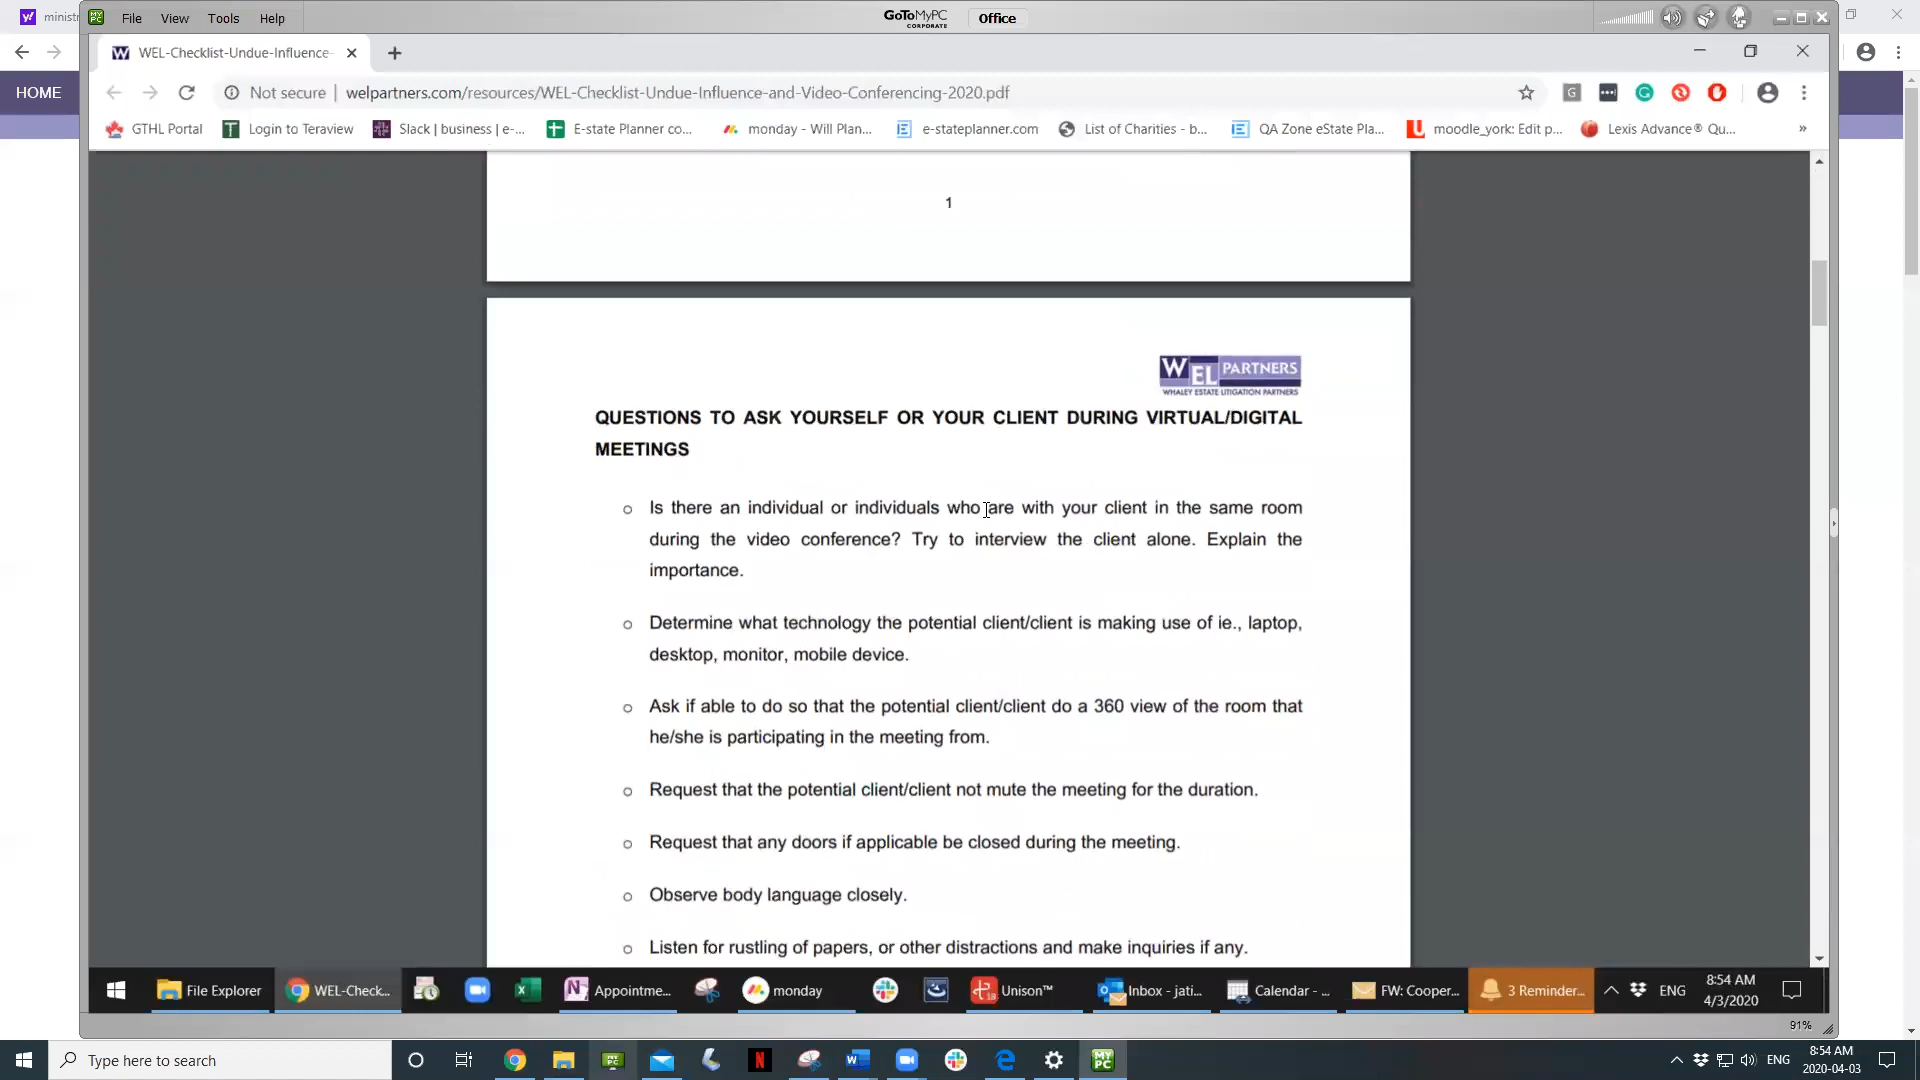 ministr
GoToMyPC
CORPORATE
Office
File View Tools Help
WEL-Checklist-Undue-Influence-
HOME
Not secure | welpartners.com/resources/WEL-Checklist-Undue-Influence-and-Video-Conferencing-2020.pdf
GTHL Portal Login to Teraview Slack | business | e-... E-state Planner co... monday - Will Plan... e-stateplanner.com List of Charities - b... QA Zone eState Pla... moodle_york: Edit p... Lexis Advance® Qu... »
1
WEL PARTNERS
WHALEY ESTATE LITIGATION PARTNERS
QUESTIONS TO ASK YOURSELF OR YOUR CLIENT DURING VIRTUAL/DIGITAL
MEETINGS
Is there an individual or individuals who are with your client in the same room
during the video conference? Try to interview the client alone. Explain the
importance.
Determine what technology the potential client/client is making use of ie., laptop,
desktop, monitor, mobile device.
Ask if able to do so that the potential client/client do a 360 view of the room that
he/she is participating in the meeting from.
Request that the potential client/client not mute the meeting for the duration.
Request that any doors if applicable be closed during the meeting.
Observe body language closely.
Listen for rustling of papers, or other distractions and make inquiries if any.
File Explorer WEL-Check... Appointme... monday Unison™ Inbox - jati... Calendar - ... FW: Cooper... 3 Reminder... ENG
8:54 AM
4/3/2020
91%
Type here to search
ENG
8:54 AM
2020-04-03